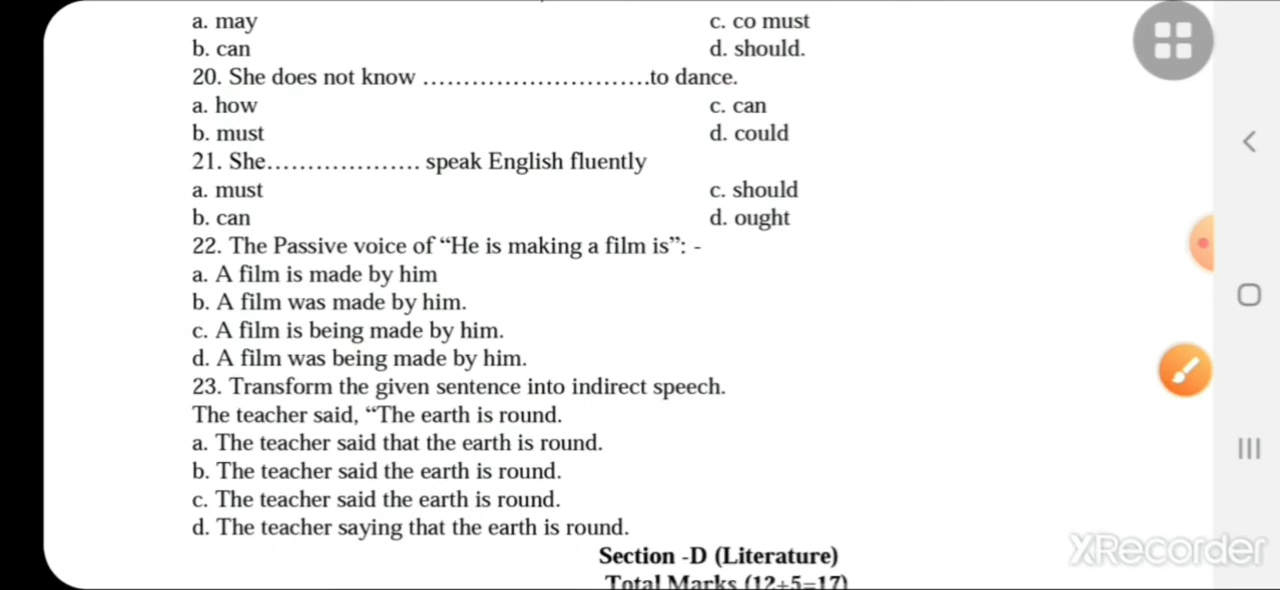 a. may c. co must
b. can d. should.
20. She does not know ............................to dance.
a. how c. can
b. must d. could
21. She................... speak English fluently
a. must c. should
b. can d. ought
22. The Passive voice of “He is making a film is”: -
a. A film is made by him
b. A film was made by him.
c. A film is being made by him.
d. A film was being made by him.
23. Transform the given sentence into indirect speech.
The teacher said, “The earth is round.
a. The teacher said that the earth is round.
b. The teacher said the earth is round.
c. The teacher said the earth is round.
d. The teacher saying that the earth is round.
Section -D (Literature)
Total Marks (12+5=17)
XRecorder